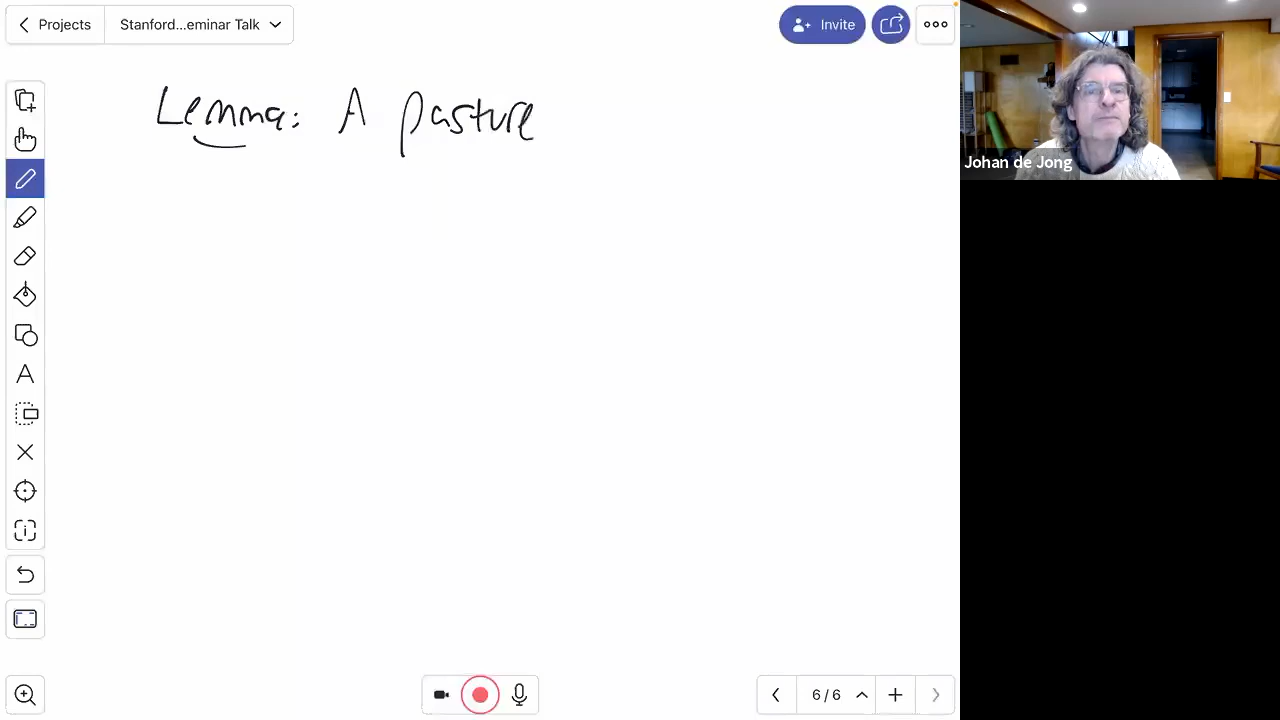 Projects
Stanford...eminar Talk
Invite
Lemma: A pasture
Johan de Jong
A
6 / 6